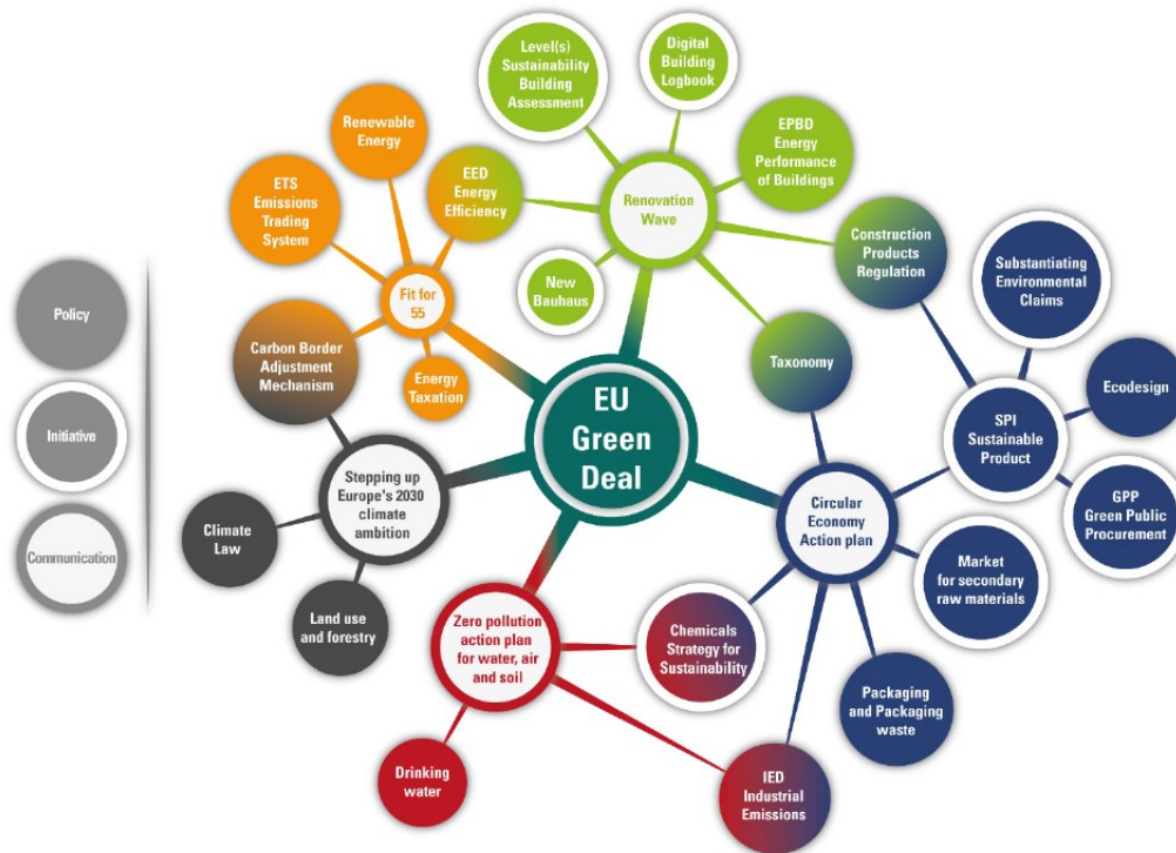 Level(s)
Sustainability
Building
Assessment
Digital
Building
Logbook
Renewable
Energy
EPBD
Energy
Performance
of Buildings
ETS
Emissions
Trading
System
EED
Energy
Efficiency
Renovation
Wave
Construction
Products
Regulation
Substantiating
Environmental
Claims
New
Bauhaus
Fit for
55
Policy
Carbon Border
Adjustment
Mechanism
Energy
Taxation
Taxonomy
Ecodesign
EU
Green
Deal
SPI
Sustainable
Product
Initiative
Stepping up
Europe's 2030
climate
ambition
Circular
Economy
Action plan
GPP
Green Public
Procurement
Climate
Law
Communication
Market
for secondary
raw materials
Land use
and forestry
Zero pollution
action plan
for water, air
and soil
Chemicals
Strategy for
Sustainability
Packaging
and Packaging
waste
Drinking
water
IED
Industrial
Emissions